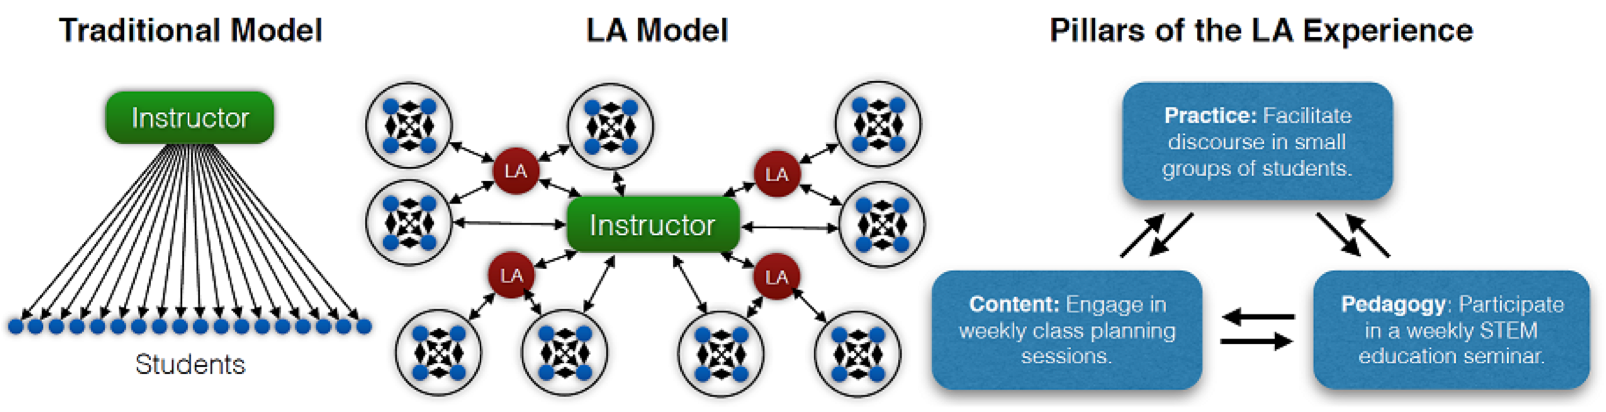 Traditional Model
Instructor
Students
LA Model
LA
LA
Instructor
LA
LA
Pillars of the LA Experience
Practice: Facilitate
discourse in small
groups of students.
Content: Engage in
weekly class planning
sessions.
Pedagogy: Participate
in a weekly STEM
education seminar.